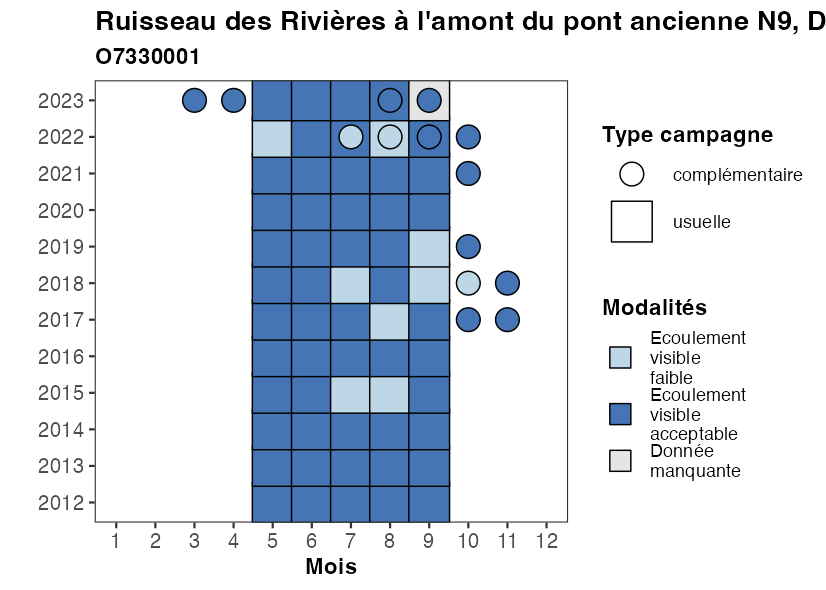 Ruisseau des Rivières à l'amont du pont ancienne N9, D
O7330001
2023
2022
2021
2020
2019
2018
2017
2016
2015
2014
2013
2012
1 2 3 4 5 6 7 8 9 10 11 12
Mois
Type campagne
complémentaire
usuelle
Modalités
Ecoulement
visible
faible
Ecoulement
visible
acceptable
Donnée
manquante